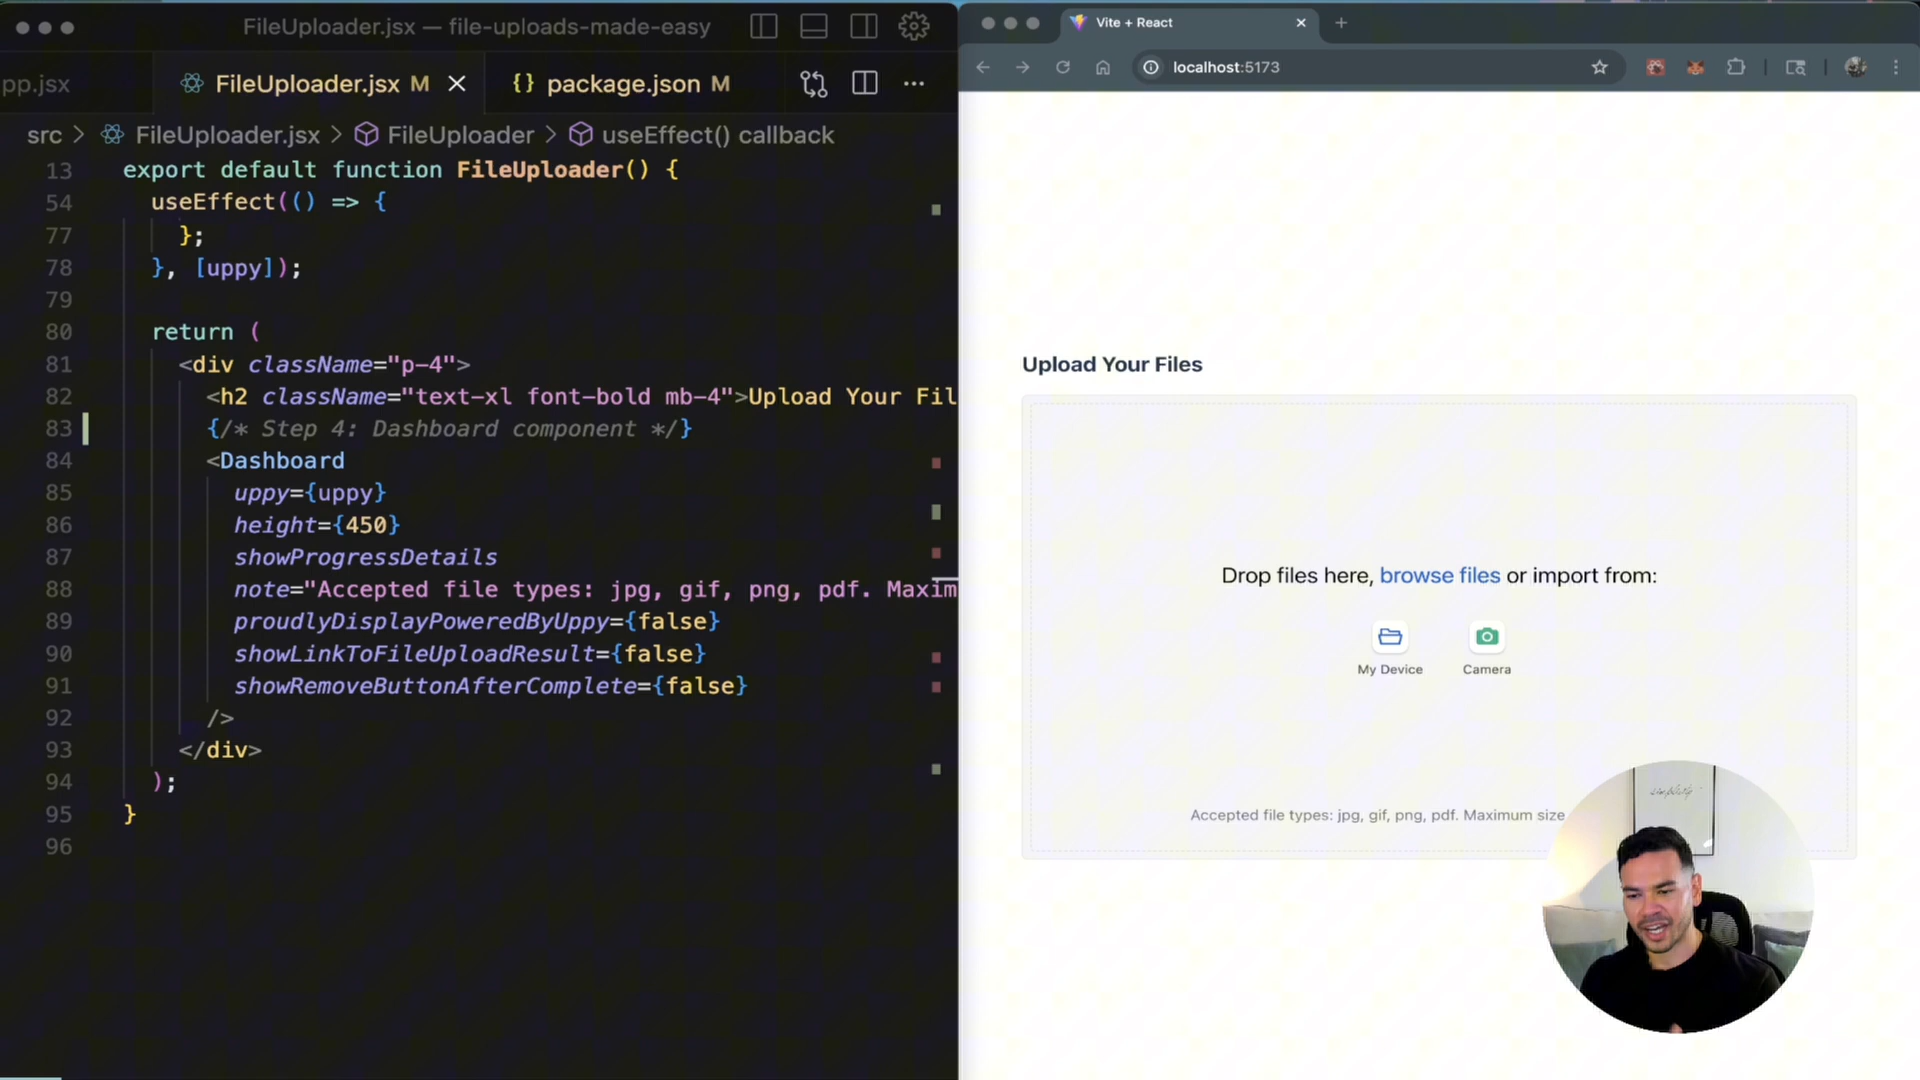 FileUploader.jsx — file-uploads-made-easy
pp.jsx
FileUploader.jsx M
{} package.json M
src > FileUploader.jsx > FileUploader > useEffect() callback
13 export default function FileUploader() {
54 useEffect(() => {
77 };
78 }, [uppy]);
79
80 return (
81 <div className="p-4">
82 <h2 className="text-xl font-bold mb-4">Upload Your Fil
83 {/* Step 4: Dashboard component */}
84 <Dashboard
85 uppy={uppy}
86 height={450}
87 showProgressDetails
88 note="Accepted file types: jpg, gif, png, pdf. Maxim
89 proudlyDisplayPoweredByUppy={false}
90 showLinkToFileUploadResult={false}
91 showRemoveButtonAfterComplete={false}
92 />
93 </div>
94 );
95 }
96
Vite + React
localhost:5173
Upload Your Files
Drop files here, browse files or import from:
My Device
Camera
Accepted file types: jpg, gif, png, pdf. Maximum size